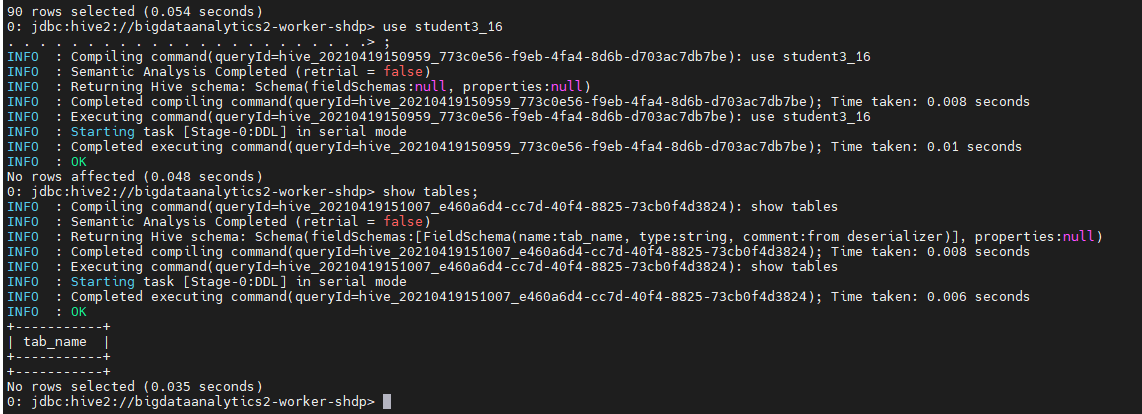 90 rows selected (0.054 seconds)
0: jdbc:hive2://bigdataanalytics2-worker-shdp> use student3_16
. . . . . . . . . . . . . . . . . . . . . . .> ;
INFO  : Compiling command(queryId=hive_20210419150959_773c0e56-f9eb-4fa4-8d6b-d703ac7db7be): use student3_16
INFO  : Semantic Analysis Completed (retrial = false)
INFO  : Returning Hive schema: Schema(fieldSchemas:null, properties:null)
INFO  : Completed compiling command(queryId=hive_20210419150959_773c0e56-f9eb-4fa4-8d6b-d703ac7db7be); Time taken: 0.008 seconds
INFO  : Executing command(queryId=hive_20210419150959_773c0e56-f9eb-4fa4-8d6b-d703ac7db7be): use student3_16
INFO  : Starting task [Stage-0:DDL] in serial mode
INFO  : Completed executing command(queryId=hive_20210419150959_773c0e56-f9eb-4fa4-8d6b-d703ac7db7be); Time taken: 0.01 seconds
INFO  : OK
No rows affected (0.048 seconds)
0: jdbc:hive2://bigdataanalytics2-worker-shdp> show tables;
INFO  : Compiling command(queryId=hive_20210419151007_e460a6d4-cc7d-40f4-8825-73cb0f4d3824): show tables
INFO  : Semantic Analysis Completed (retrial = false)
INFO  : Returning Hive schema: Schema(fieldSchemas:[FieldSchema(name:tab_name, type:string, comment:from deserializer)], properties:null)
INFO  : Completed compiling command(queryId=hive_20210419151007_e460a6d4-cc7d-40f4-8825-73cb0f4d3824); Time taken: 0.008 seconds
INFO  : Executing command(queryId=hive_20210419151007_e460a6d4-cc7d-40f4-8825-73cb0f4d3824): show tables
INFO  : Starting task [Stage-0:DDL] in serial mode
INFO  : Completed executing command(queryId=hive_20210419151007_e460a6d4-cc7d-40f4-8825-73cb0f4d3824); Time taken: 0.006 seconds
INFO  : OK
+-----------+
| tab_name  |
+-----------+
+-----------+
No rows selected (0.035 seconds)
0: jdbc:hive2://bigdataanalytics2-worker-shdp>